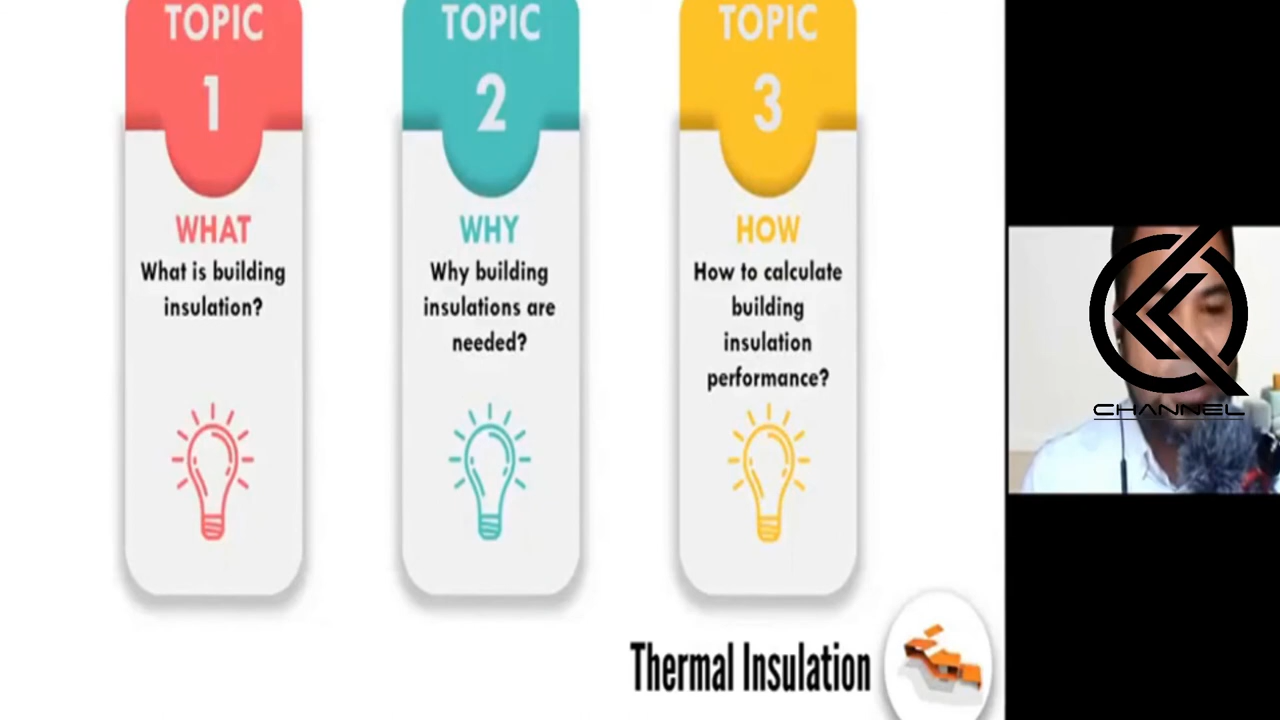 TOPIC
1
WHAT
What is building
insulation?
TOPIC
2
WHY
Why building
insulations are
needed?
TOPIC
3
HOW
How to calculate
building
insulation
performance?
CHANNEL
Thermal Insulation